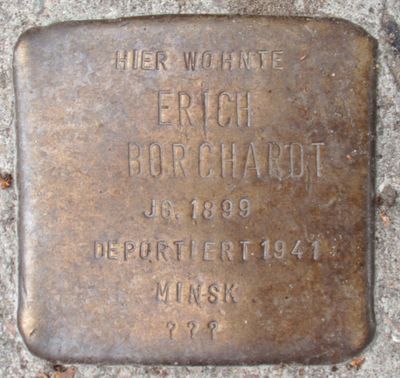 HIER WOHNTE
ERICH
BORCHARDT
JG. 1899
DEPORTIERT 1941
MINSK
???